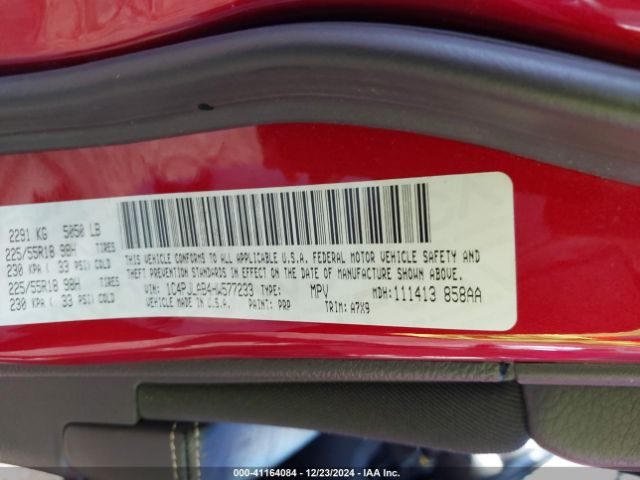 2291 KG 5050 LB
225/55R18 98H TIRES
230 KPA ( 33 PSI) COLD
225/55R18 98H TIRES
230 KPA ( 33 PSI) COLD
THIS VEHICLE CONFORMS TO ALL APPLICABLE U.S.A. FEDERAL MOTOR VEHICLE SAFETY AND
THEFT PREVENTION STANDARDS IN EFFECT ON THE DATE OF MANUFACTURE SHOWN ABOVE.
VIN: 1C4PJLAB4HW577233 TYPE: MPV MDH: 111413 858AA
MADE IN U.S.A. PAINT: PRP TRIM: A7X9
000-41164084 | 12/23/2024 | IAA Inc.